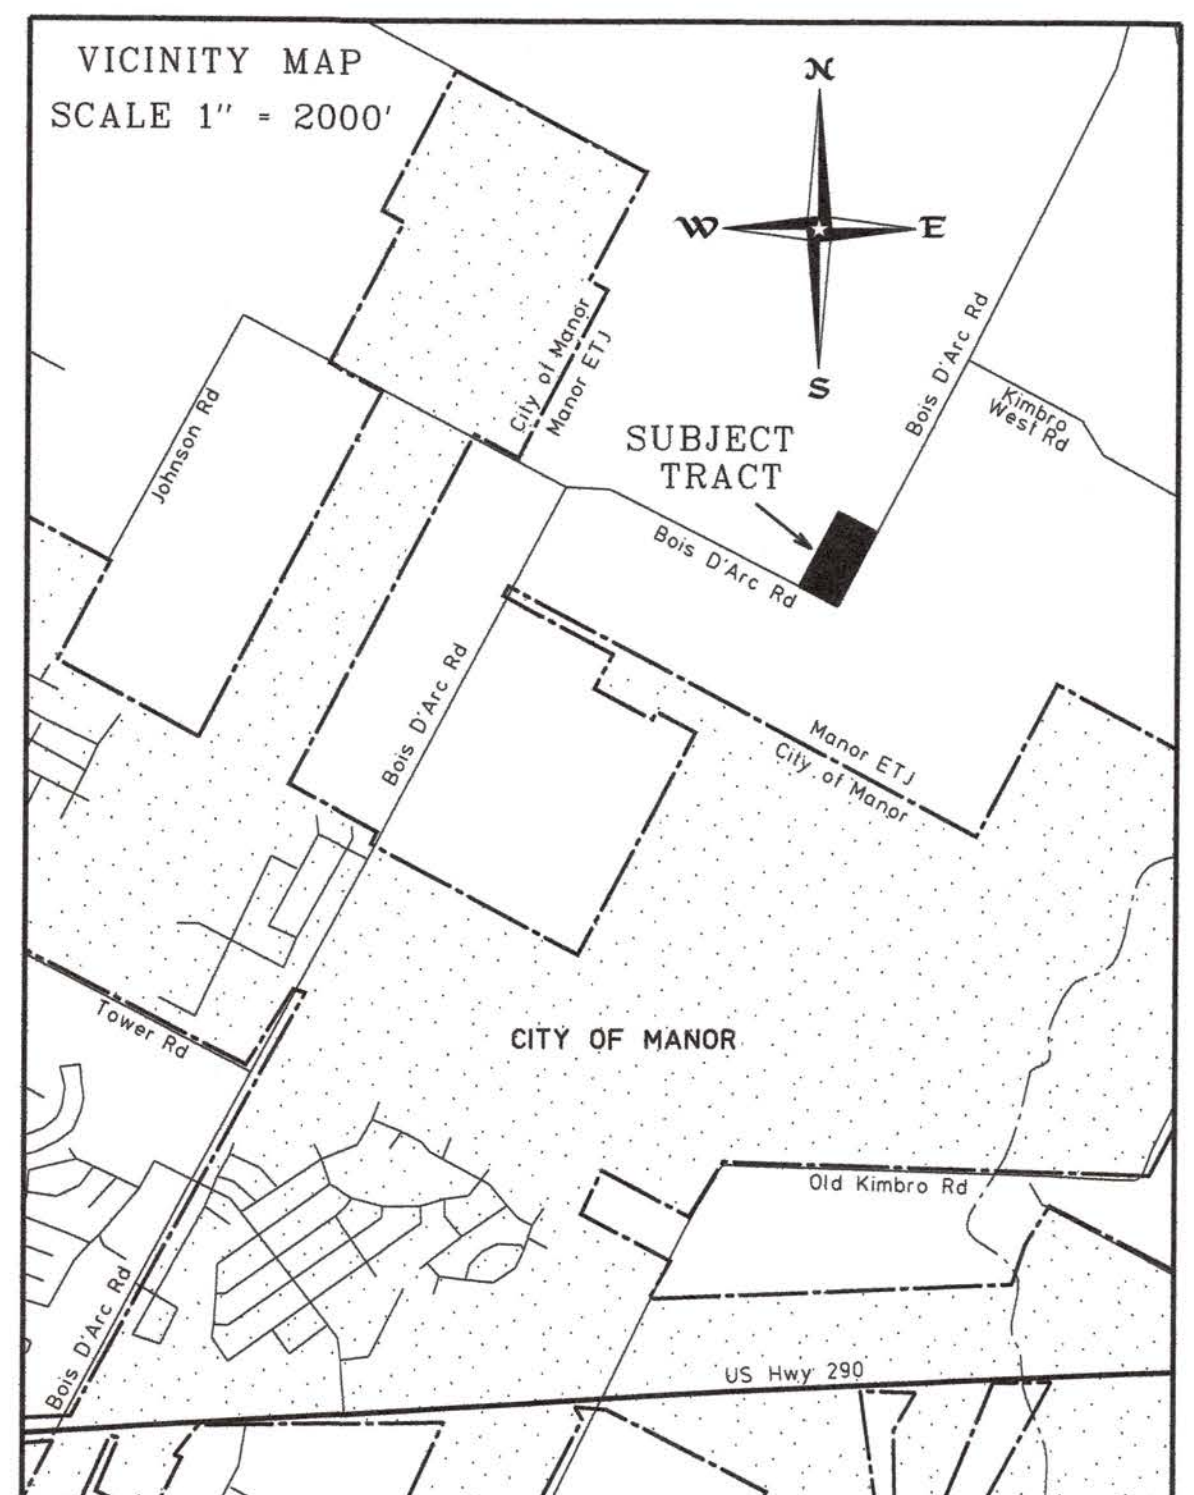 VICINITY MAP
SCALE 1" = 2000'
N
W
E
S
City of Manor
Manor ETJ
Bois D'Arc Rd
Kimbro
West Rd
Johnson Rd
SUBJECT
TRACT
Bois D'Arc Rd
Bois D'Arc Rd
Manor ETJ
City of Manor
Tower Rd
CITY OF MANOR
Old Kimbro Rd
Bois D'Arc Rd
US Hwy 290